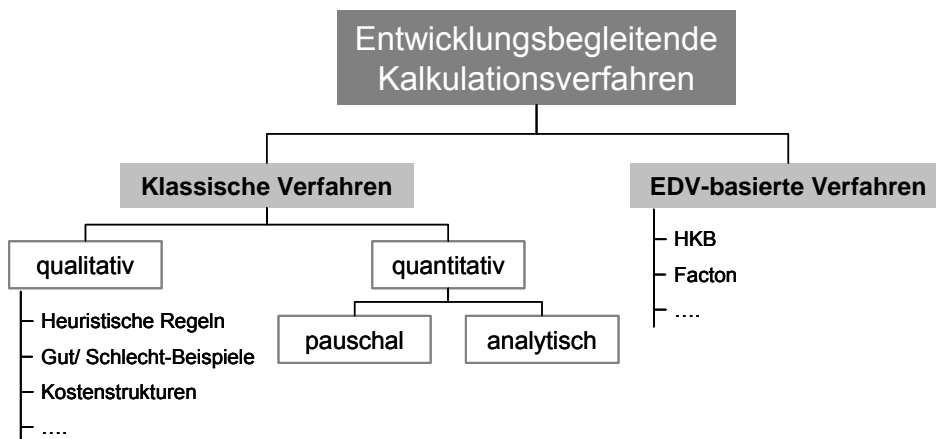 Entwicklungsbegleitende
Kalkulationsverfahren
Klassische Verfahren
EDV-basierte Verfahren
qualitativ
quantitativ
HKB
Facton
....
Heuristische Regeln
Gut/ Schlecht-Beispiele
Kostenstrukturen
....
pauschal
analytisch